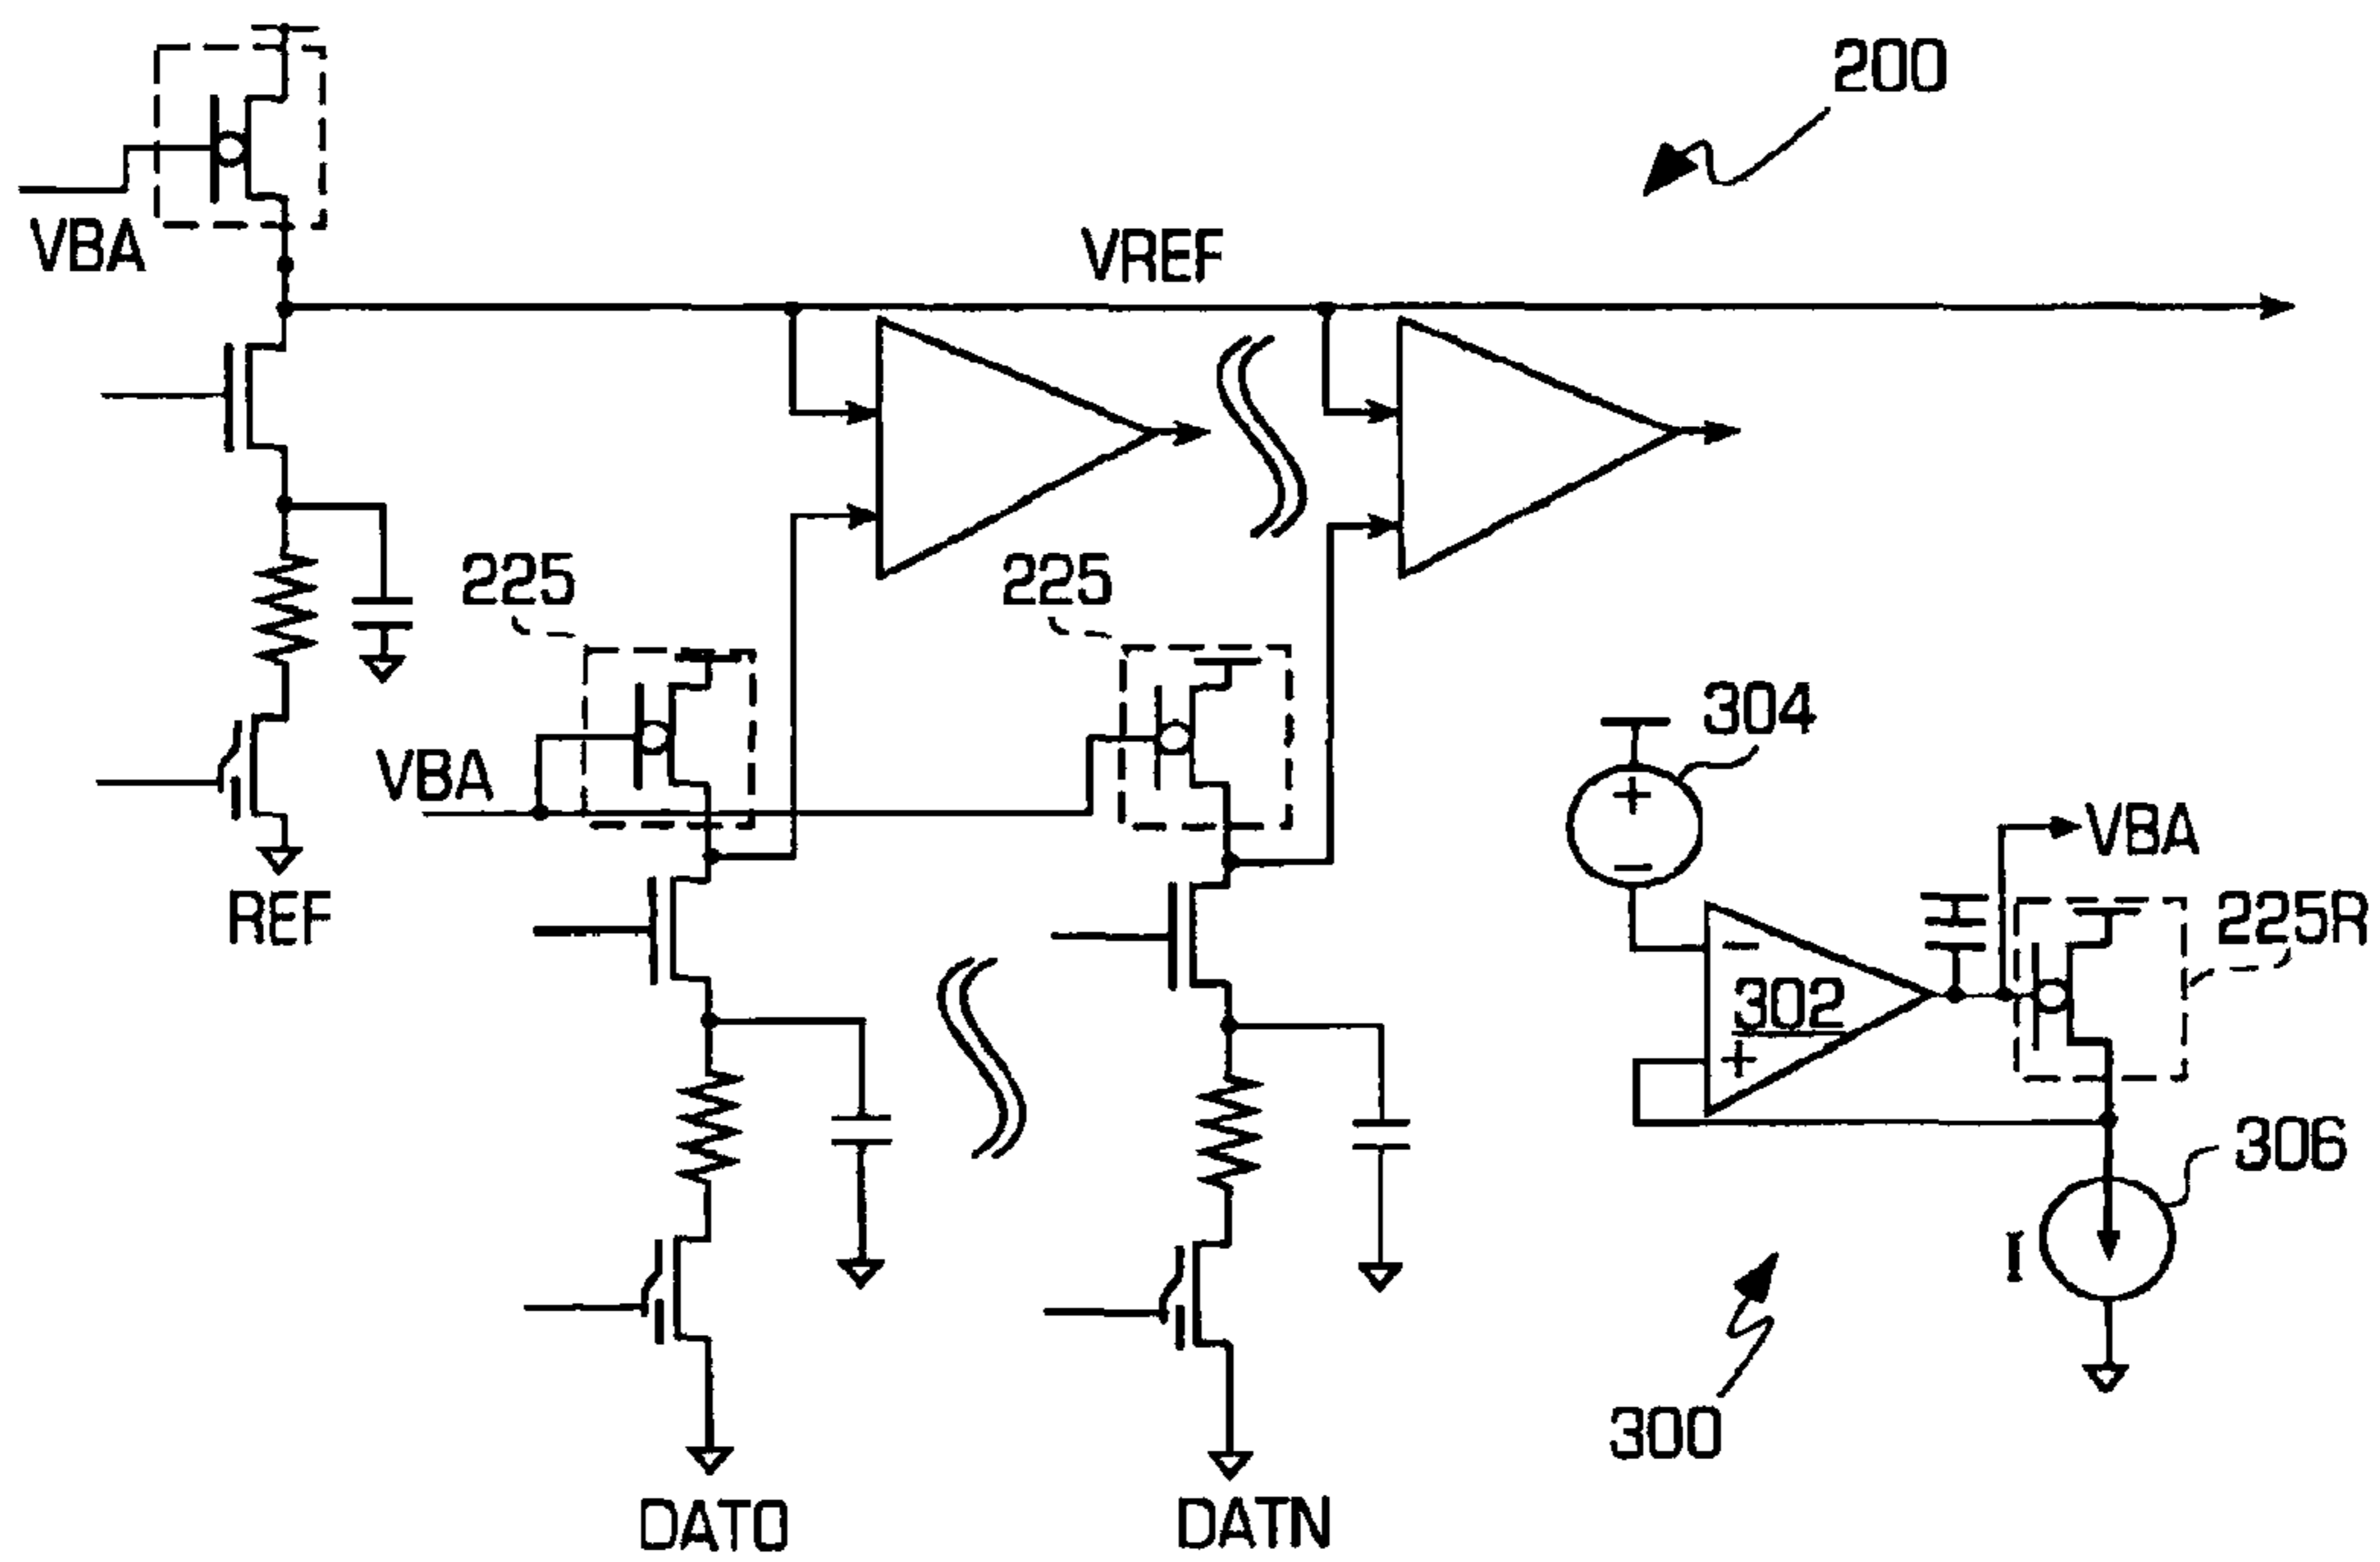 200
VBA
VREF
225
225
304
VBA
VBA
REF
225R
−
302
+
+
−
306
I
300
DAT0
DATN